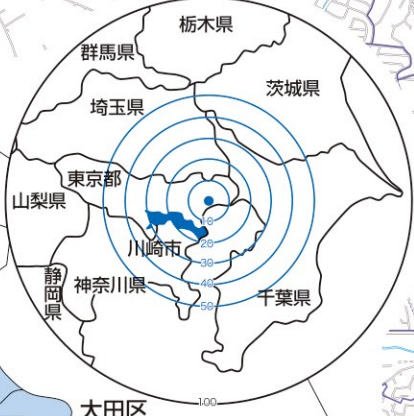 栃木県
群馬県
茨城県
埼玉県
東京都
山梨県
川崎市
10
20
30
40
50
静岡県
神奈川県
千葉県
100
大田区